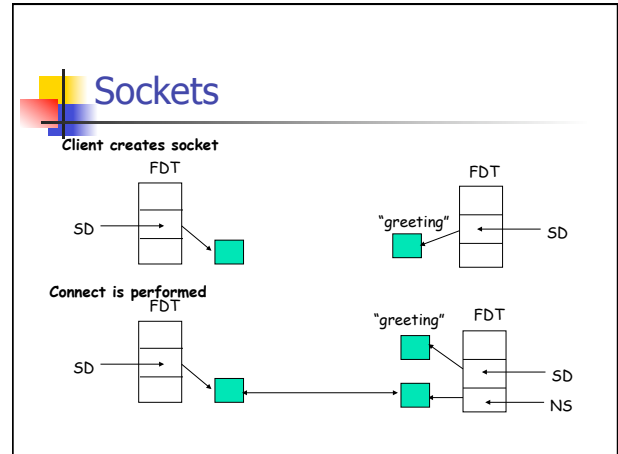 Sockets
Client creates socket
FDT
FDT
SD
"greeting"
SD
Connect is performed
FDT
"greeting"
FDT
SD
SD
NS